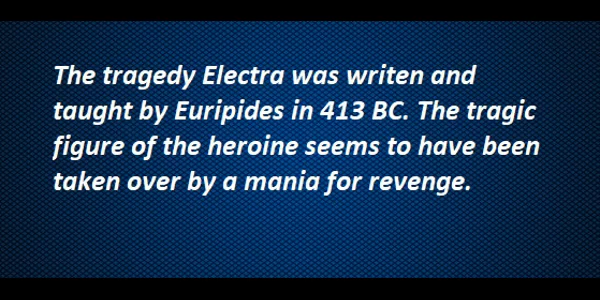 The tragedy Electra was writen and
taught by Euripides in 413 BC. The tragic
figure of the heroine seems to have been
taken over by a mania for revenge.